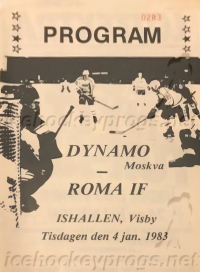 0283
PROGRAM
DYNAMO
Moskva
–
ROMA IF
ISHALLEN, Visby
Tisdagen den 4 jan. 1983
icehockeyprogs.net